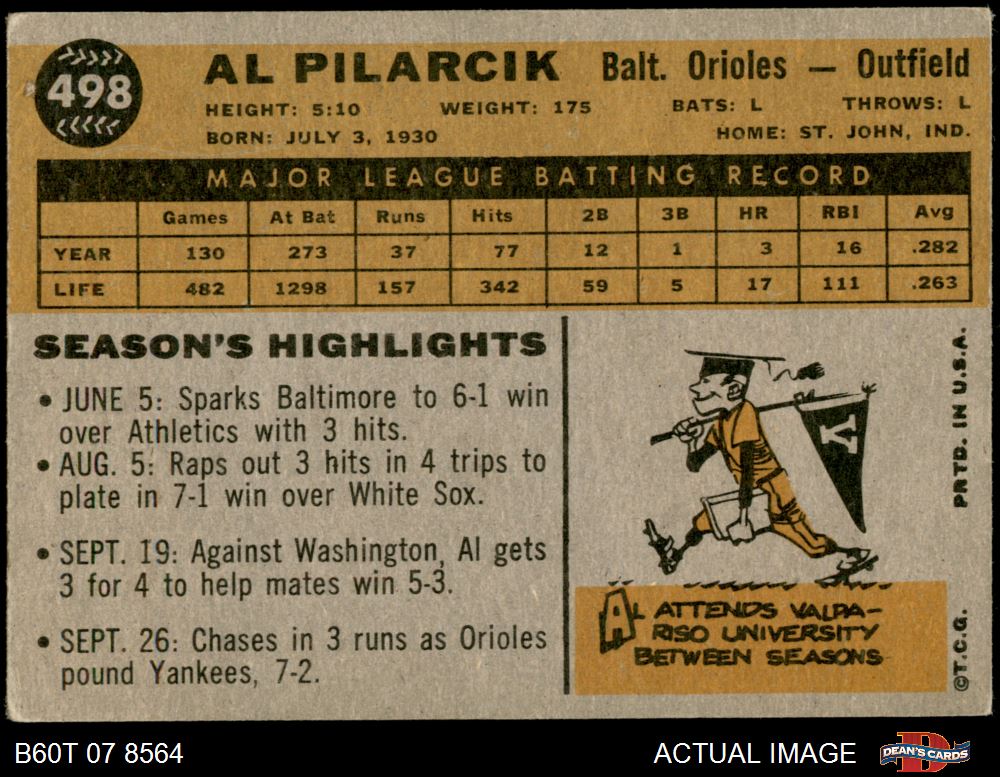 498
AL PILARCIK Balt. Orioles — Outfield
HEIGHT: 5:10 WEIGHT: 175 BATS: L THROWS: L
BORN: JULY 3, 1930 HOME: ST. JOHN, IND.
MAJOR LEAGUE BATTING RECORD
Games At Bat Runs Hits 2B 3B HR RBI Avg
YEAR 130 273 37 77 12 1 3 16 .282
LIFE 482 1298 157 342 59 5 17 111 .263
SEASON'S HIGHLIGHTS
• JUNE 5: Sparks Baltimore to 6-1 win
over Athletics with 3 hits.
• AUG. 5: Raps out 3 hits in 4 trips to
plate in 7-1 win over White Sox.
• SEPT. 19: Against Washington, Al gets
3 for 4 to help mates win 5-3.
• SEPT. 26: Chases in 3 runs as Orioles
pound Yankees, 7-2.
V
AL ATTENDS VALPA-
RISO UNIVERSITY
BETWEEN SEASONS
PRTD. IN U.S.A.
©T.C.G.
B60T 07 8564
ACTUAL IMAGE
DEAN'S CARDS